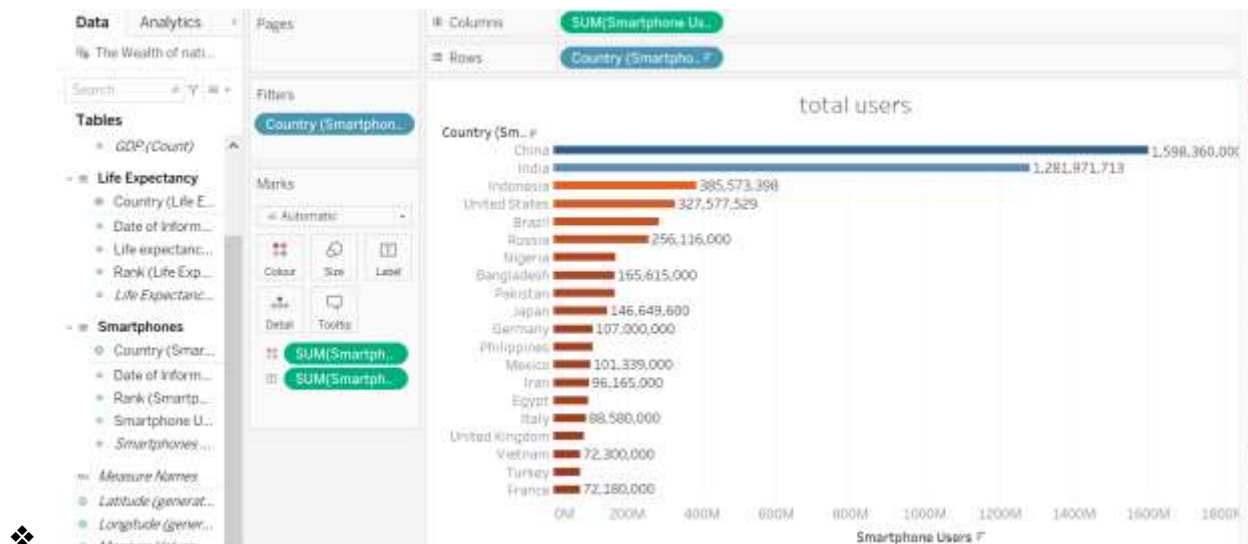 Data Analytics
The Wealth of nati...
Search
Tables
GDP (Count)
Life Expectancy
Country (Life E...
Date of Inform...
Life expectanc...
Rank (Life Exp...
Life Expectanc...
Smartphones
Country (Smar...
Date of Inform...
Rank (Smartp...
Smartphone U...
Smartphones ...
Measure Names
Latitude (generat...
Longitude (gener...
Pages
Filters
Country (Smartphon...
Marks
Automatic
Colour Size Label
Detail Tooltip
SUM(Smartph..
SUM(Smartph..
Columns SUM(Smartphone Us..
Rows Country (Smartpho..
total users
Country (Sm..
China 1,598,360,000
India 1,281,971,713
Indonesia 385,573,398
United States 327,577,529
Brazil
Russia 256,116,000
Nigeria
Bangladesh 165,615,000
Pakistan
Japan 146,649,600
Germany 107,000,000
Philippines
Mexico 101,339,000
Iran 96,165,000
Egypt
Italy 88,580,000
United Kingdom
Vietnam 72,300,000
Turkey
France 72,180,000
0M 200M 400M 600M 800M 1000M 1200M 1400M 1600M 1800M
Smartphone Users